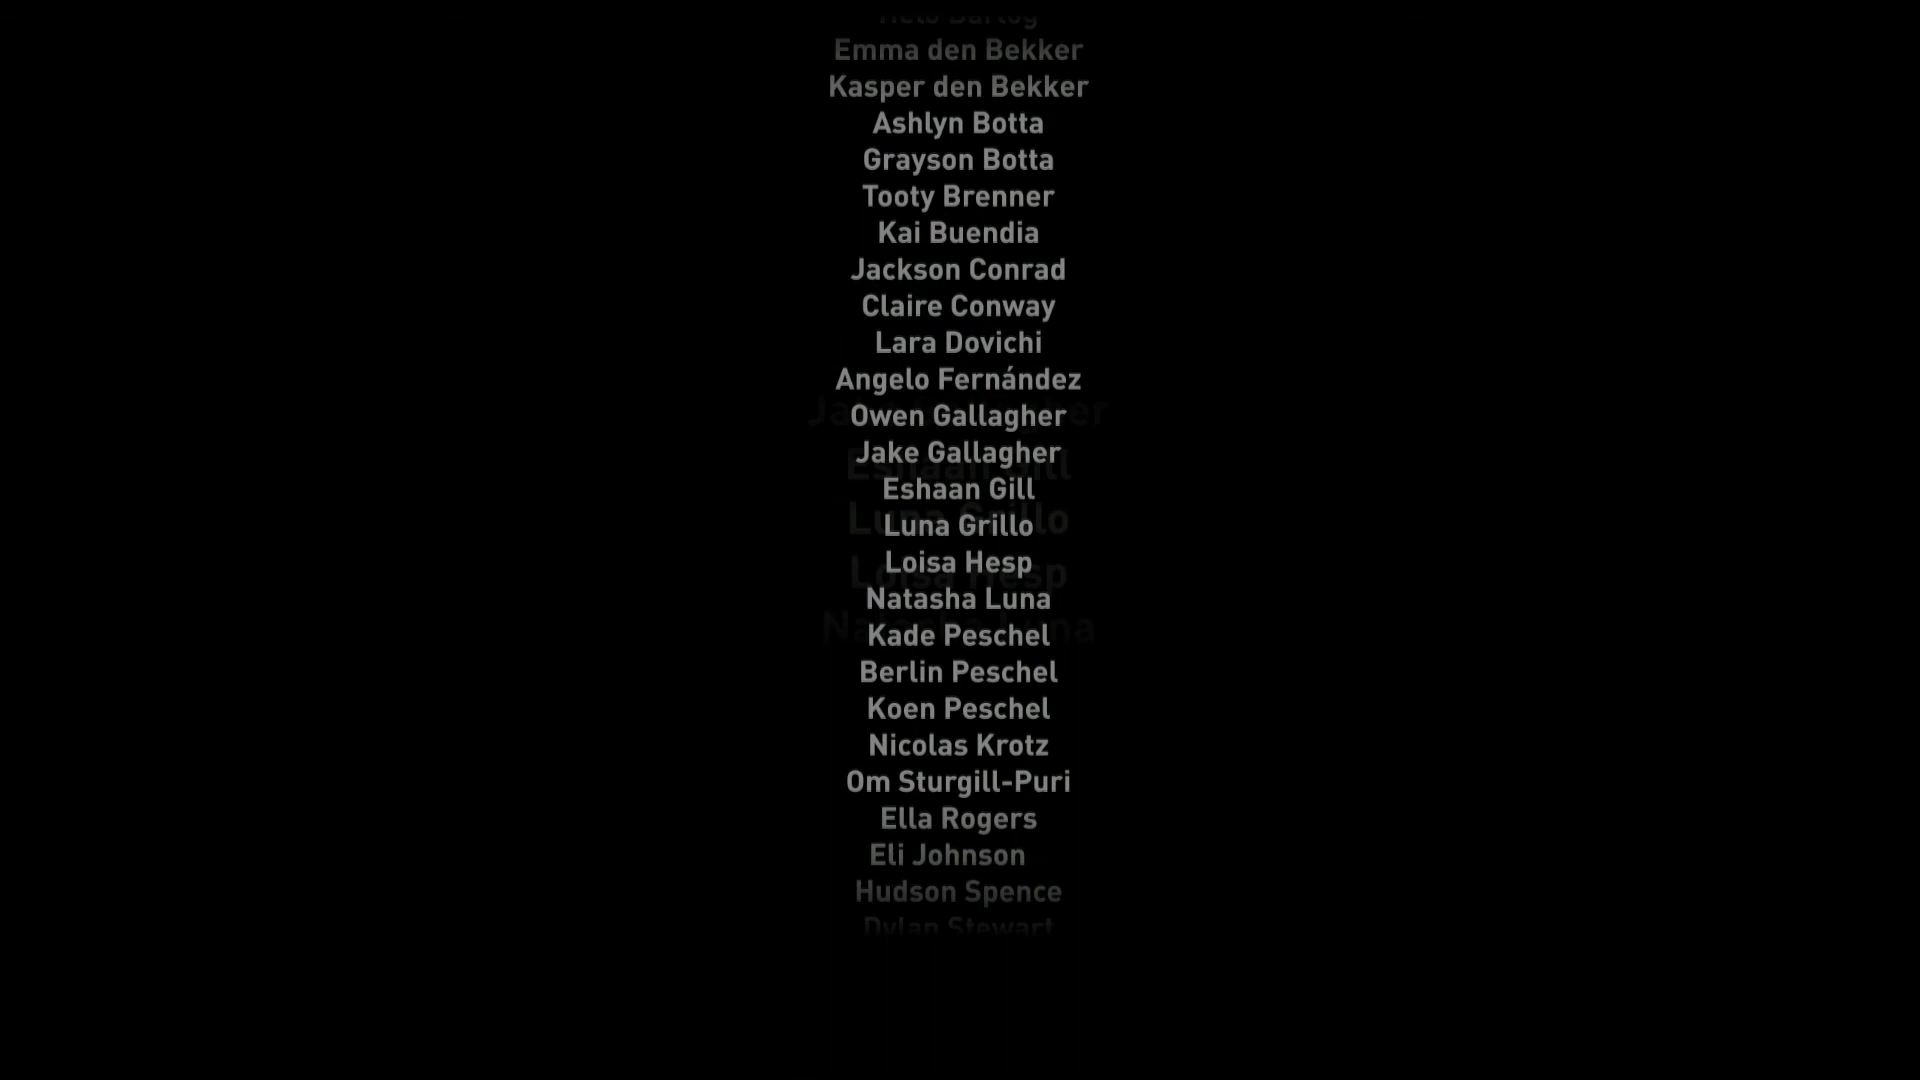 Emma den Bekker
Kasper den Bekker
Ashlyn Botta
Grayson Botta
Tooty Brenner
Kai Buendia
Jackson Conrad
Claire Conway
Lara Dovichi
Angelo Fernández
Owen Gallagher
Jake Gallagher
Eshaan Gill
Luna Grillo
Loisa Hesp
Natasha Luna
Kade Peschel
Berlin Peschel
Koen Peschel
Nicolas Krotz
Om Sturgill-Puri
Ella Rogers
Eli Johnson
Hudson Spence
Dylan Stewart